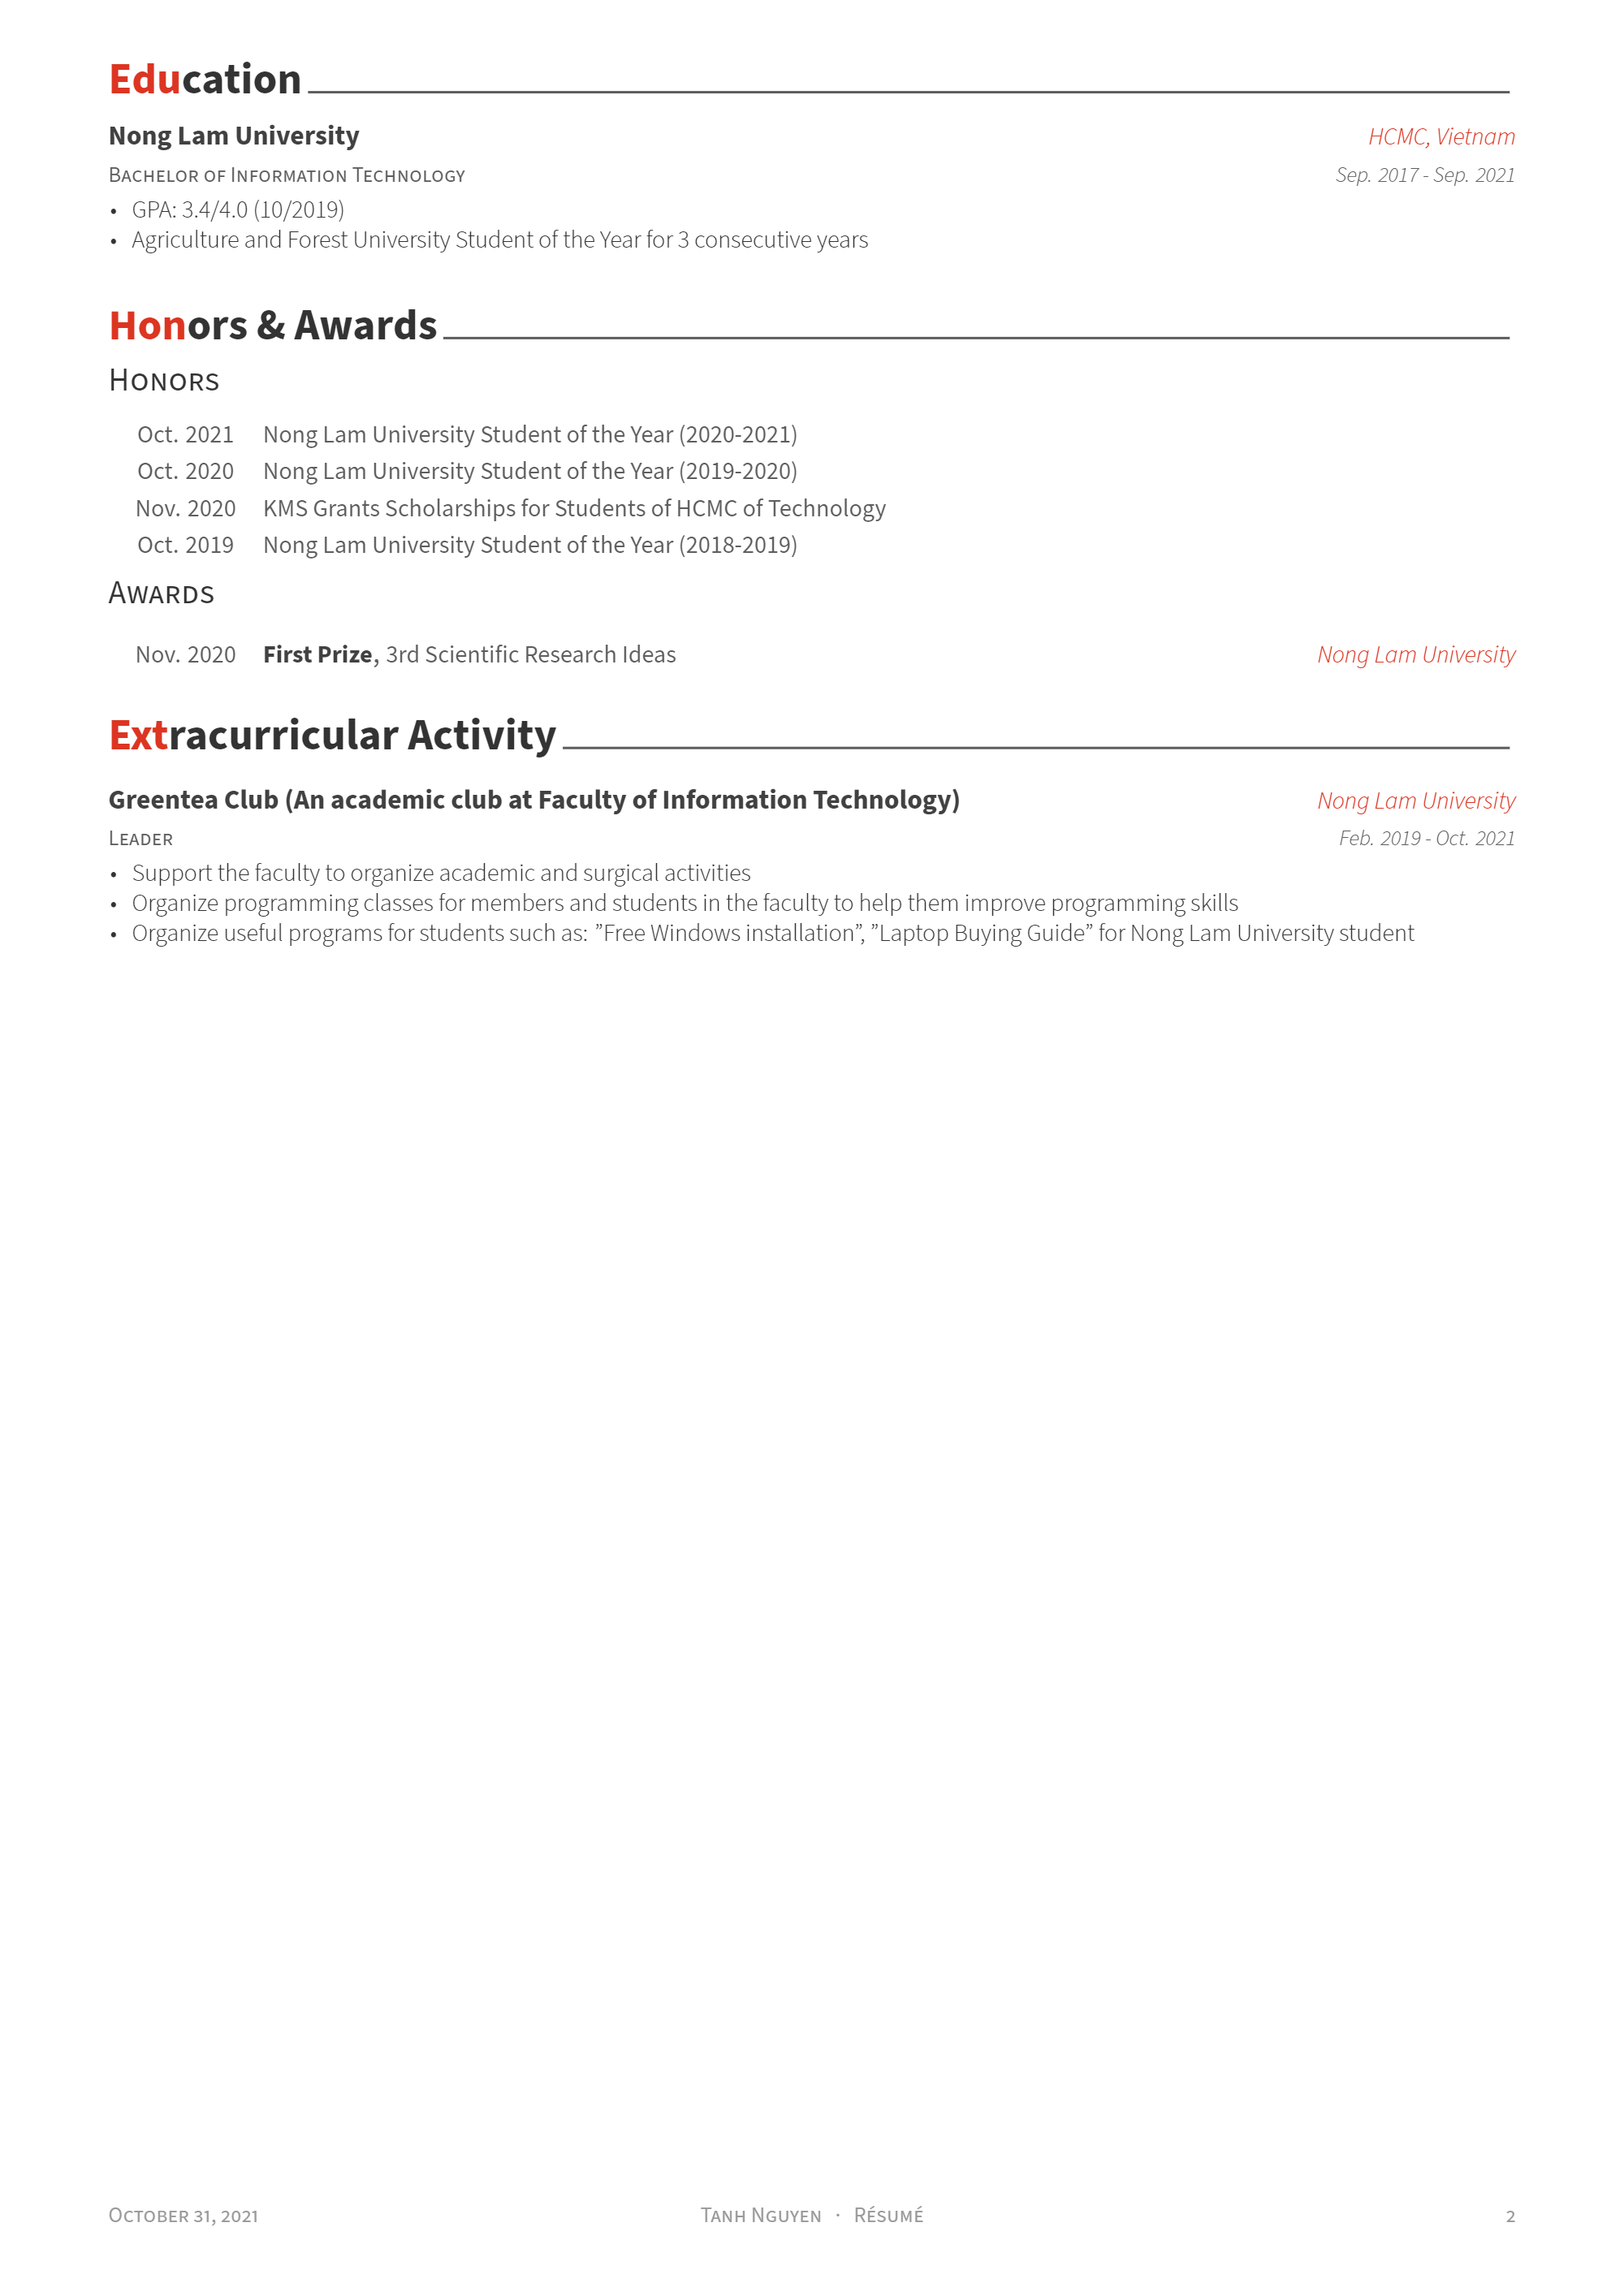 Education
Nong Lam University HCMC, Vietnam
Bachelor of Information Technology Sep. 2017 - Sep. 2021
• GPA: 3.4/4.0 (10/2019)
• Agriculture and Forest University Student of the Year for 3 consecutive years
Honors & Awards
Honors
Oct. 2021 Nong Lam University Student of the Year (2020-2021)
Oct. 2020 Nong Lam University Student of the Year (2019-2020)
Nov. 2020 KMS Grants Scholarships for Students of HCMC of Technology
Oct. 2019 Nong Lam University Student of the Year (2018-2019)
Awards
Nov. 2020 First Prize, 3rd Scientific Research Ideas Nong Lam University
Extracurricular Activity
Greentea Club (An academic club at Faculty of Information Technology) Nong Lam University
Leader Feb. 2019 - Oct. 2021
• Support the faculty to organize academic and surgical activities
• Organize programming classes for members and students in the faculty to help them improve programming skills
• Organize useful programs for students such as: ”Free Windows installation”, ”Laptop Buying Guide” for Nong Lam University student
October 31, 2021 Tanh Nguyen · Résumé 2